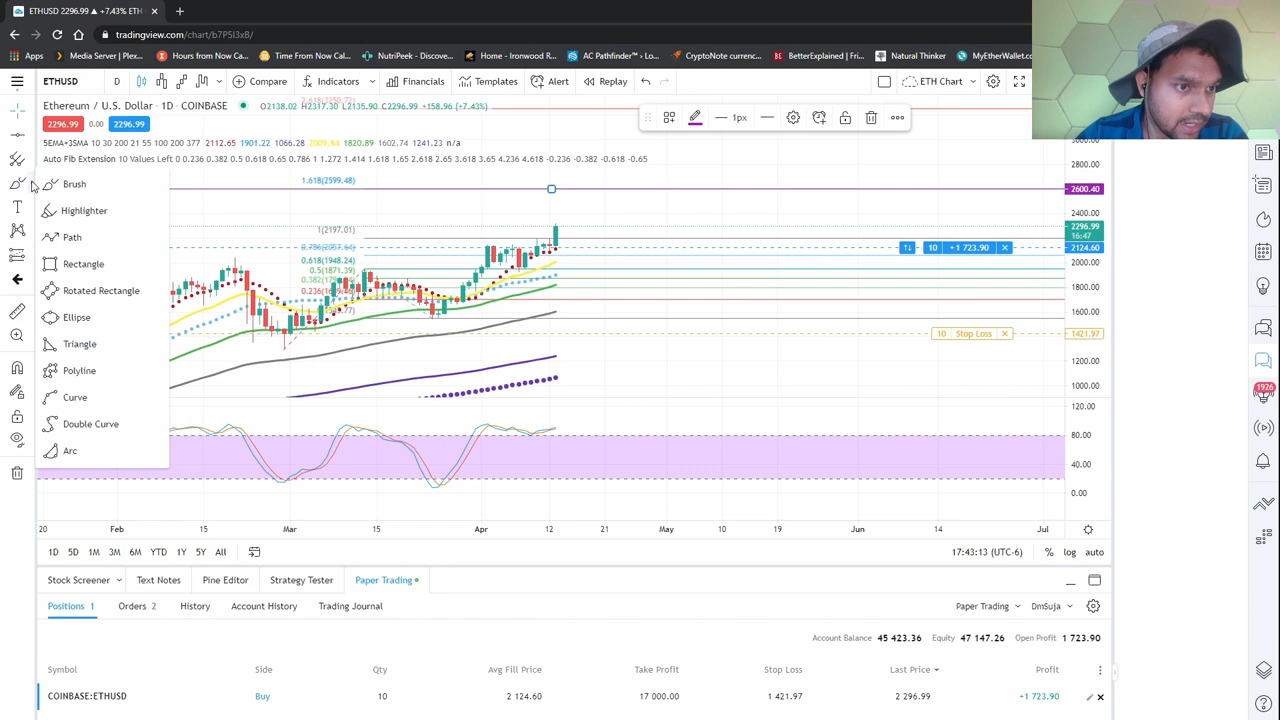 ETHUSD 2296.99 ▲ +7.43% ETH
tradingview.com/chart/b7P5I3xB/
Apps Media Server | Plex... Hours from Now Cal... Time From Now Cal... NutriPeek - Callbre... Home - Ironwood R... AC Pathfinder™ › Lo... CryptoNote currenc... BetterExplained | Fr... Natural Thinker MyEtherWallet.co
ETHUSD D Compare Indicators Financials Templates Alert Replay ETH Chart
Ethereum / U.S. Dollar · 1D · COINBASE O2138.02 H2317.30 L2135.90 C2296.99 +158.96 (+7.43%)
2296.99 0.00 2296.99
1px
5EMA+3SMA 10 30 200 21 55 100 200 377 2112.65 1901.22 1066.28 2009.84 1820.89 1602.74 1241.23 n/a
Auto Fib Extension 10 Values Left 0 0.236 0.382 0.5 0.618 0.65 0.786 1 1.272 1.414 1.618 1.65 2.618 2.65 3.618 3.65 4.236 4.618 -0.236 -0.382 -0.618 -0.65
Brush
Highlighter
Path
Rectangle
Rotated Rectangle
Ellipse
Triangle
Polyline
Curve
Double Curve
Arc
1.618(2599.48)
1(2197.01)
0.786(2057.64)
0.618(1948.24)
0.5(1871.39)
2600.40
2400.00
2296.99
16:47
2124.60
2000.00
1800.00
1600.00
1421.97
1200.00
1000.00
120.00
80.00
40.00
0.00
10 +1 723.90
10 Stop Loss
20 Feb 15 Mar 15 Apr 12 21 May 10 19 Jun 14 Jul
1D 5D 1M 3M 6M YTD 1Y 5Y All 17:43:13 (UTC-6) % log auto
1926
Stock Screener Text Notes Pine Editor Strategy Tester Paper Trading
Positions 1 Orders 2 History Account History Trading Journal Paper Trading DmSuja
Account Balance 45 423.36 Equity 47 147.26 Open Profit 1 723.90
Symbol Side Qty Avg Fill Price Take Profit Stop Loss Last Price Profit
COINBASE:ETHUSD Buy 10 2 124.60 17 000.00 1 421.97 2 296.99 +1 723.90